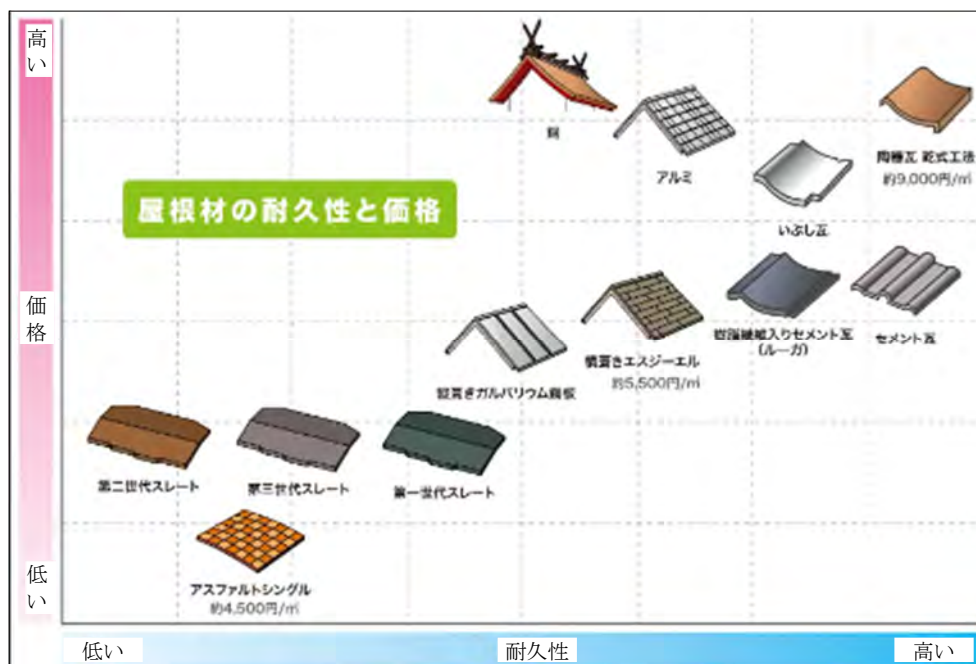 高い
価格
低い
屋根材の耐久性と価格
銅
アルミ
陶器瓦 乾式工法
約9,000円/㎡
いぶし瓦
樹脂繊維入りセメント瓦
(ルーガ)
セメント瓦
横葺きエスジーエル
約5,500円/㎡
縦葺きガルバリウム鋼板
第二世代スレート
第三世代スレート
第一世代スレート
アスファルトシングル
約4,500円/㎡
低い
耐久性
高い